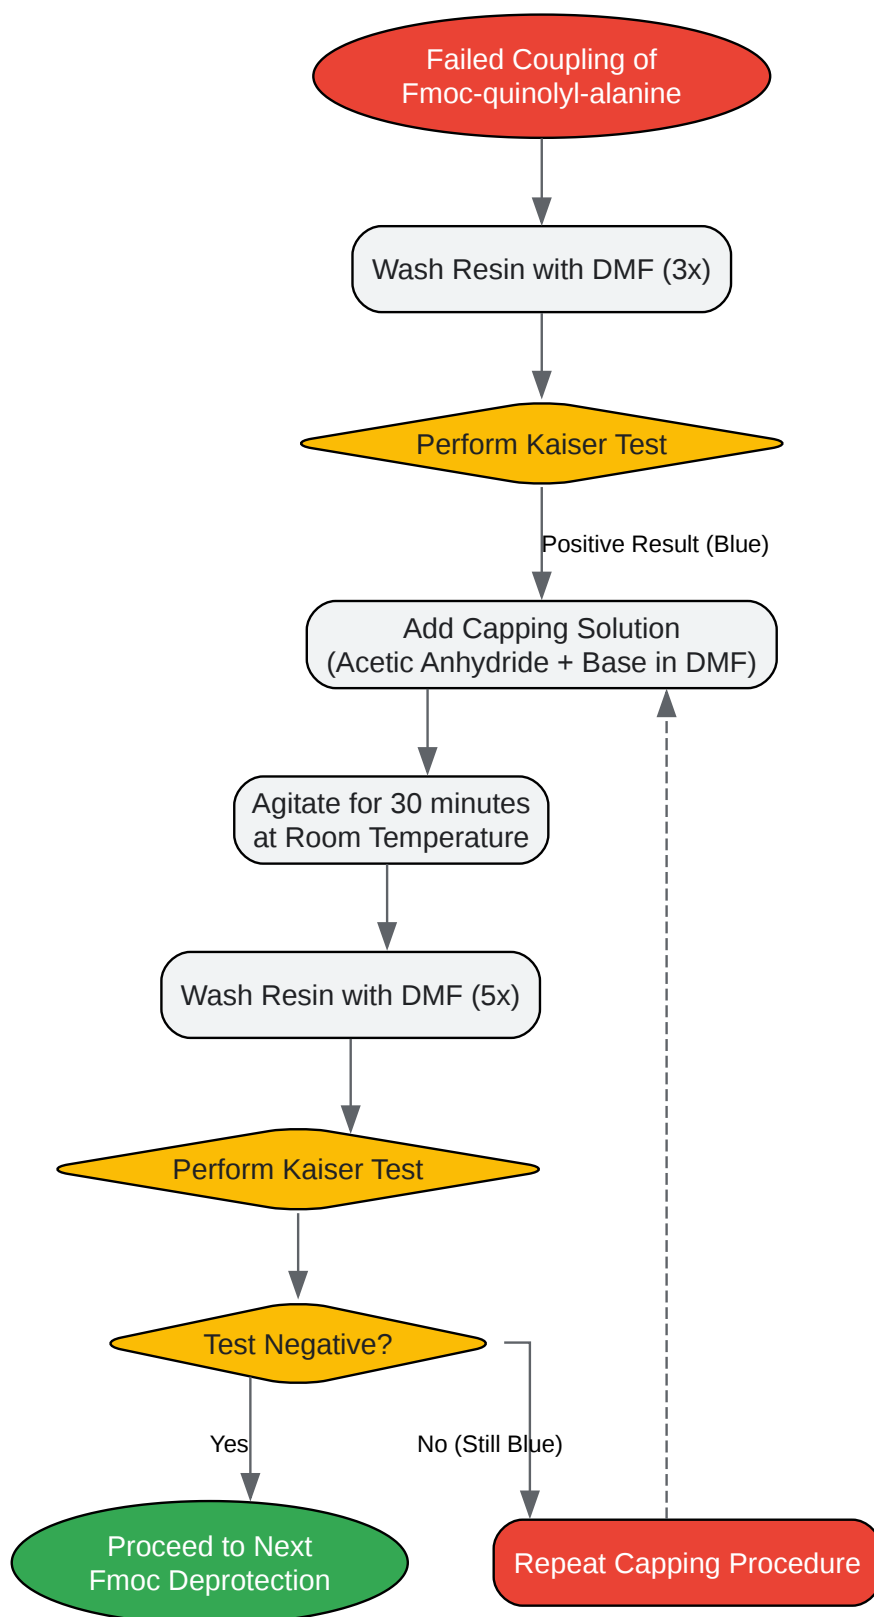 Failed Coupling of
Fmoc-quinolyl-alanine
Wash Resin with DMF (3x)
Perform Kaiser Test
Positive Result (Blue)
Add Capping Solution
(Acetic Anhydride + Base in DMF)
Agitate for 30 minutes
at Room Temperature
Wash Resin with DMF (5x)
Perform Kaiser Test
Test Negative?
Yes
No (Still Blue)
Proceed to Next
Fmoc Deprotection
Repeat Capping Procedure